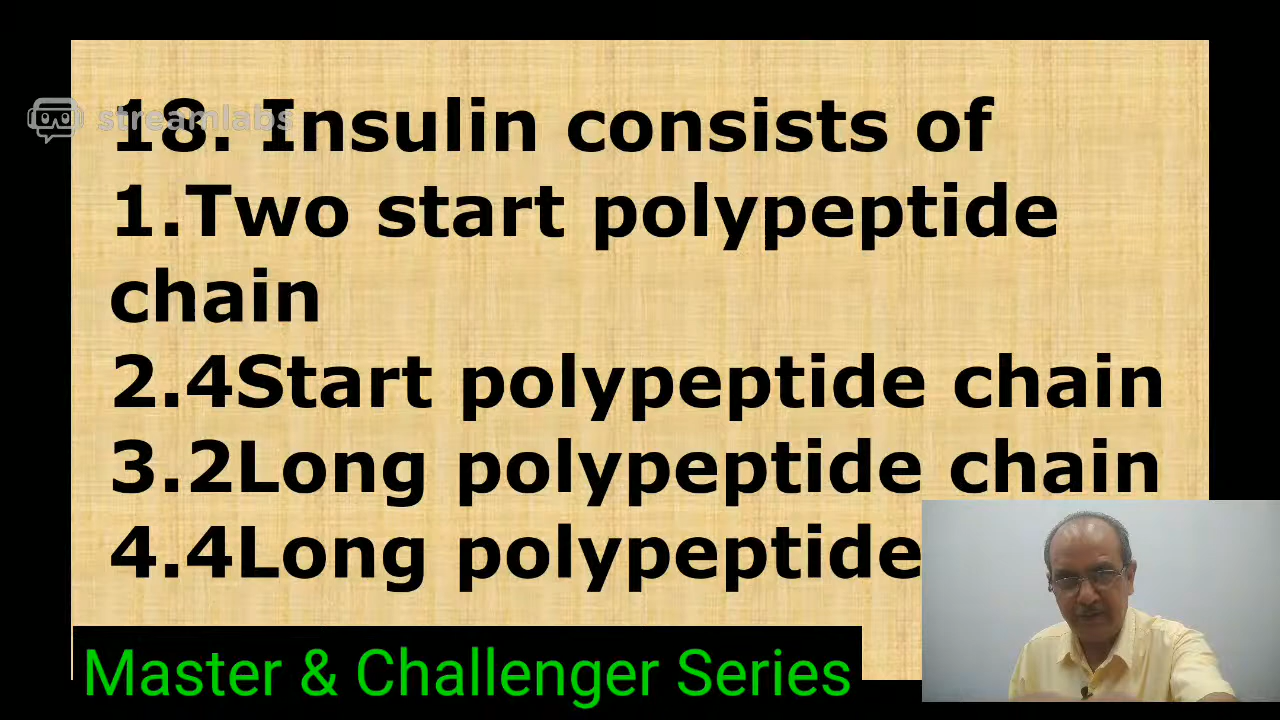 streamlabs
18. Insulin consists of
1.Two start polypeptide
chain
2.4Start polypeptide chain
3.2Long polypeptide chain
4.4Long polypeptide
Master & Challenger Series